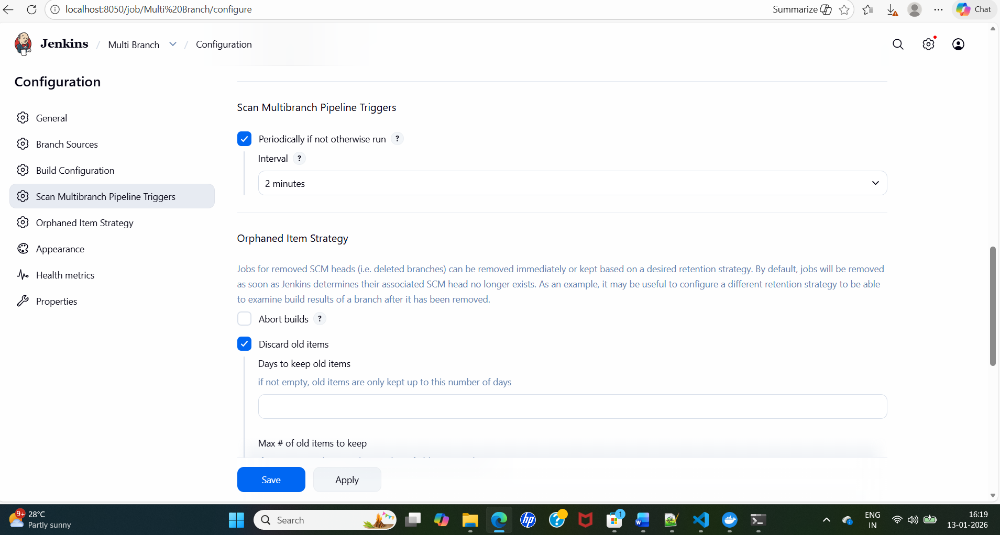 localhost:8050/job/Multi%20Branch/configure
Summarize
Chat
Jenkins / Multi Branch / Configuration
Configuration
General
Branch Sources
Build Configuration
Scan Multibranch Pipeline Triggers
Orphaned Item Strategy
Appearance
Health metrics
Properties
Scan Multibranch Pipeline Triggers
Periodically if not otherwise run ?
Interval ?
2 minutes
Orphaned Item Strategy
Jobs for removed SCM heads (i.e. deleted branches) can be removed immediately or kept based on a desired retention strategy. By default, jobs will be removed
as soon as Jenkins determines their associated SCM head no longer exists. As an example, it may be useful to configure a different retention strategy to be able
to examine build results of a branch after it has been removed.
Abort builds ?
Discard old items
Days to keep old items
if not empty, old items are only kept up to this number of days
Max # of old items to keep
Save
Apply
9+
28°C
Partly sunny
Search
hp
?
1
W
ENG
IN
16:19
13-01-2026